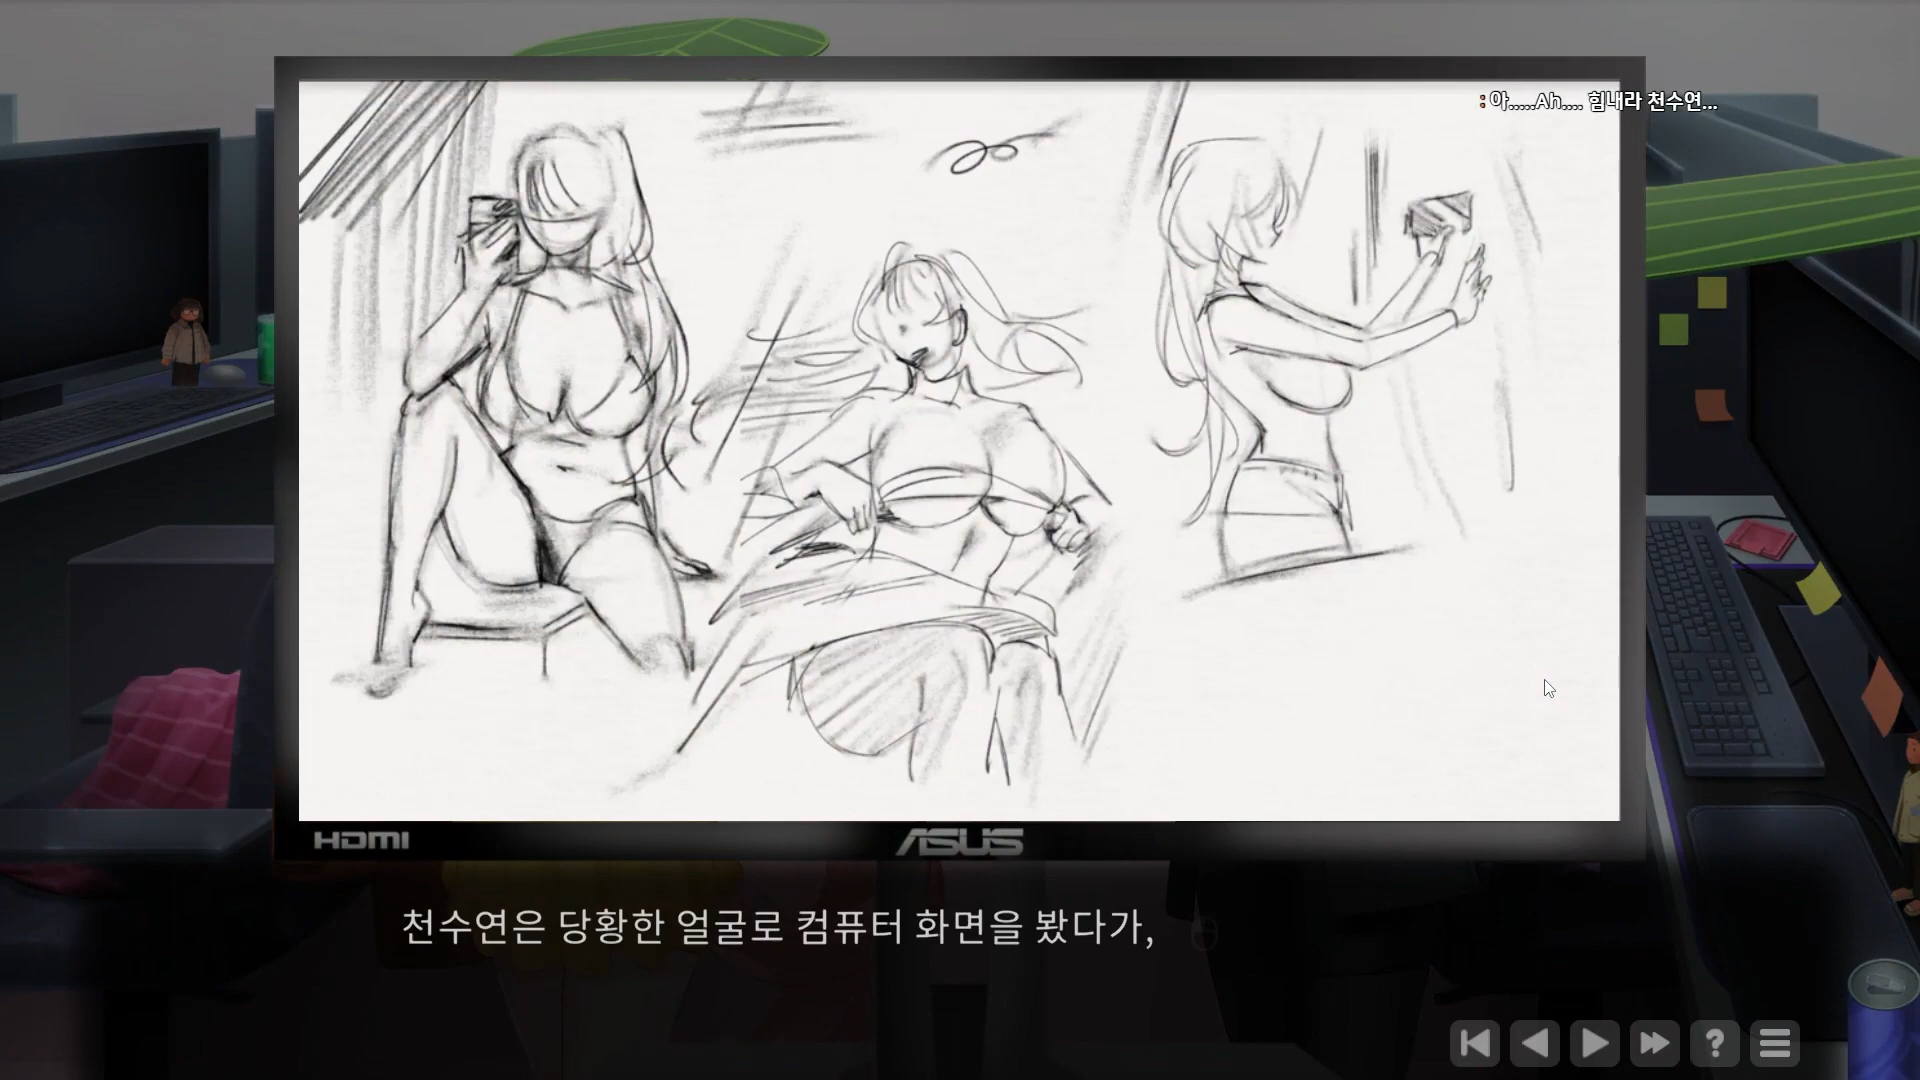 : 아.....Ah.... 힘내라 천수연...
HDMI
ASUS
천수연은 당황한 얼굴로 컴퓨터 화면을 봤다가,
?